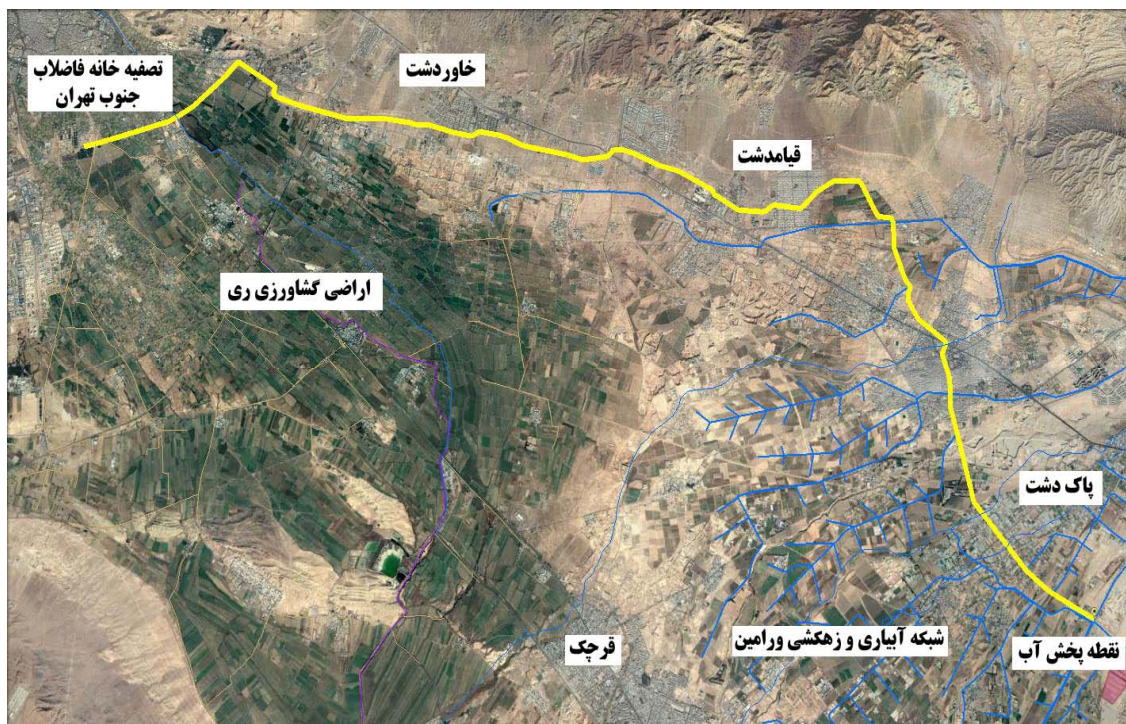 تصفیه خانه فاضلاب
جنوب تهران
خاوردشت
قیامدشت
اراضی کشاورزی ری
پاک دشت
قرچک
شبکه آبیاری و زهکشی ورامین
نقطه پخش آب